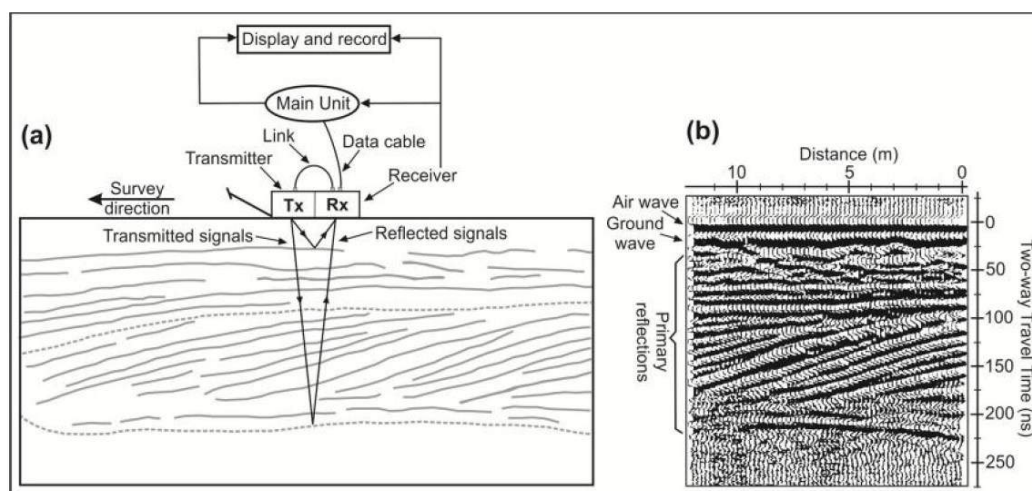 Display and record
(a)
Main Unit
Link
Data cable
Transmitter
Receiver
Survey
direction
Tx
Rx
Transmitted signals
Reflected signals
(b)
Distance (m)
10
5
0
Air wave
Ground
wave
Primary
reflections
0
50
100
150
200
250
Two-way Travel Time (ns)